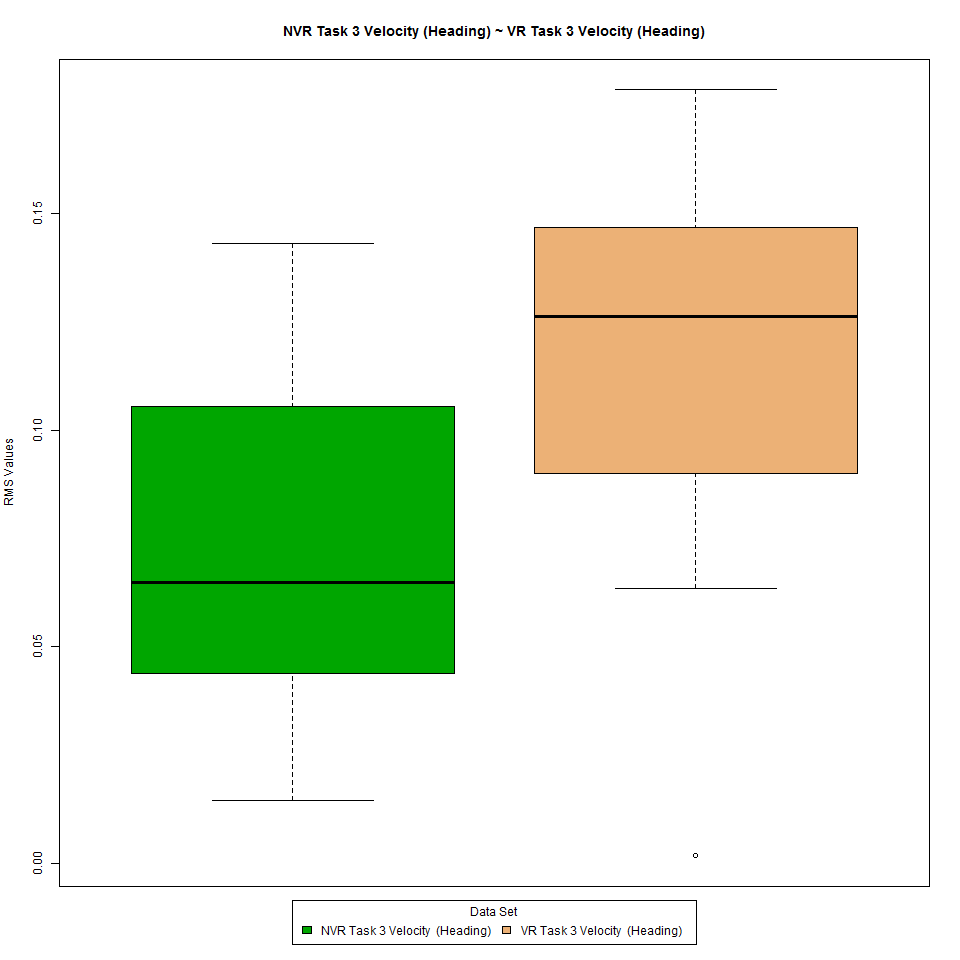 NVR Task 3 Velocity (Heading) ~ VR Task 3 Velocity (Heading)
RMS Values
0.15
0.10
0.05
0.00
Data Set
NVR Task 3 Velocity (Heading) VR Task 3 Velocity (Heading)